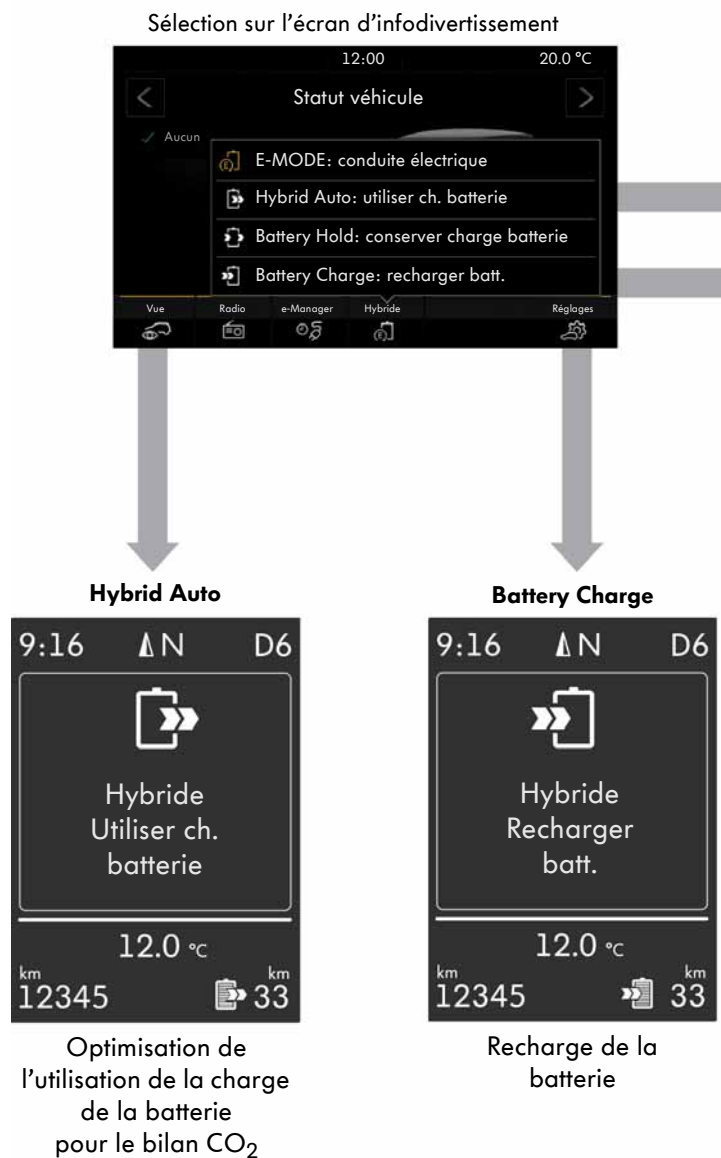 Sélection sur l'écran d'infodivertissement
12:00 20.0 °C
Statut véhicule
Aucun
E-MODE: conduite électrique
Hybrid Auto: utiliser ch. batterie
Battery Hold: conserver charge batterie
Battery Charge: recharger batt.
Vue Radio e-Manager Hybride Réglages
Hybrid Auto
9:16 N D6
Hybride
Utiliser ch.
batterie
12.0 °C
km km
12345 33
Optimisation de
l'utilisation de la charge
de la batterie
pour le bilan CO2
Battery Charge
9:16 N D6
Hybride
Recharger
batt.
12.0 °C
km km
12345 33
Recharge de la
batterie